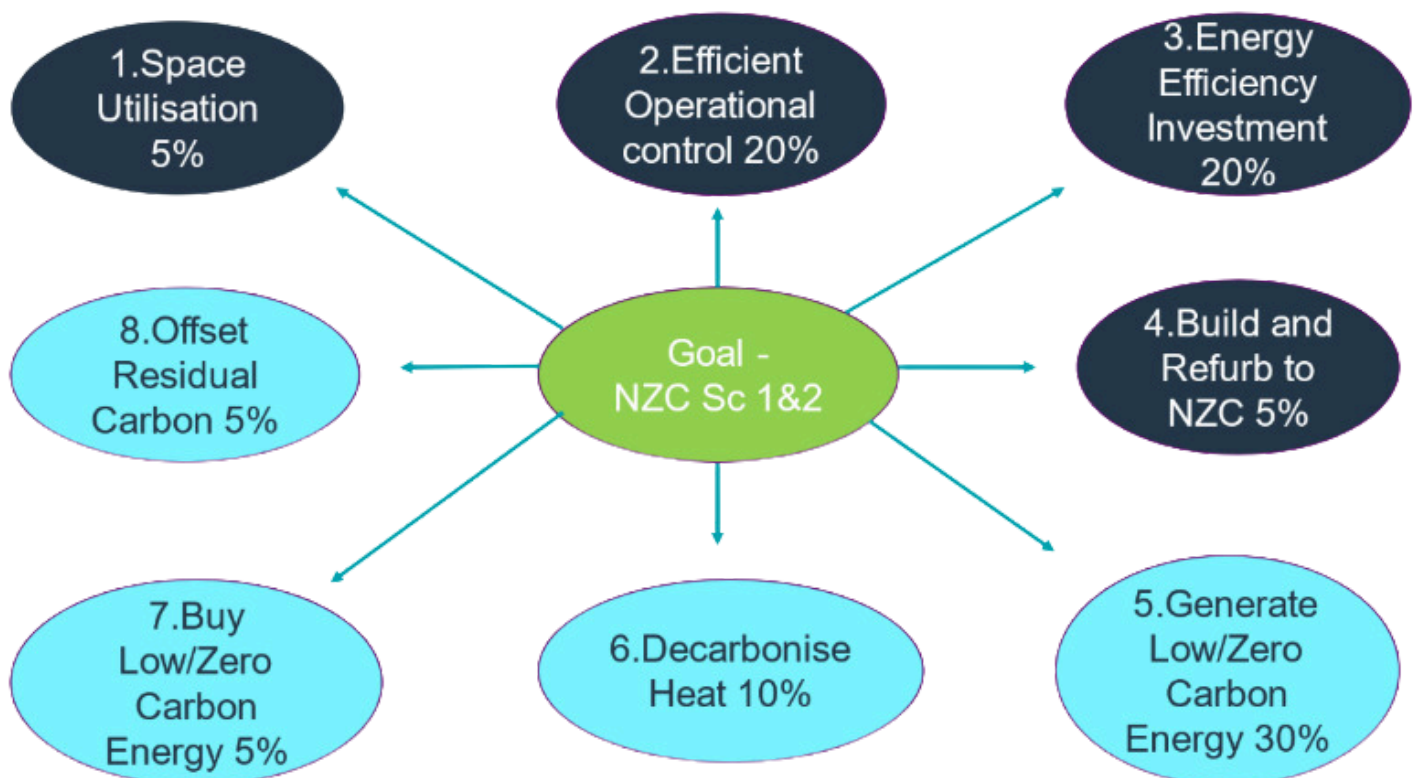 1.Space
Utilisation
5%
2.Efficient
Operational
control 20%
3.Energy
Efficiency
Investment
20%
8.Offset
Residual
Carbon 5%
Goal -
NZC Sc 1&2
4.Build and
Refurb to
NZC 5%
7.Buy
Low/Zero
Carbon
Energy 5%
6.Decarbonise
Heat 10%
5.Generate
Low/Zero
Carbon
Energy 30%